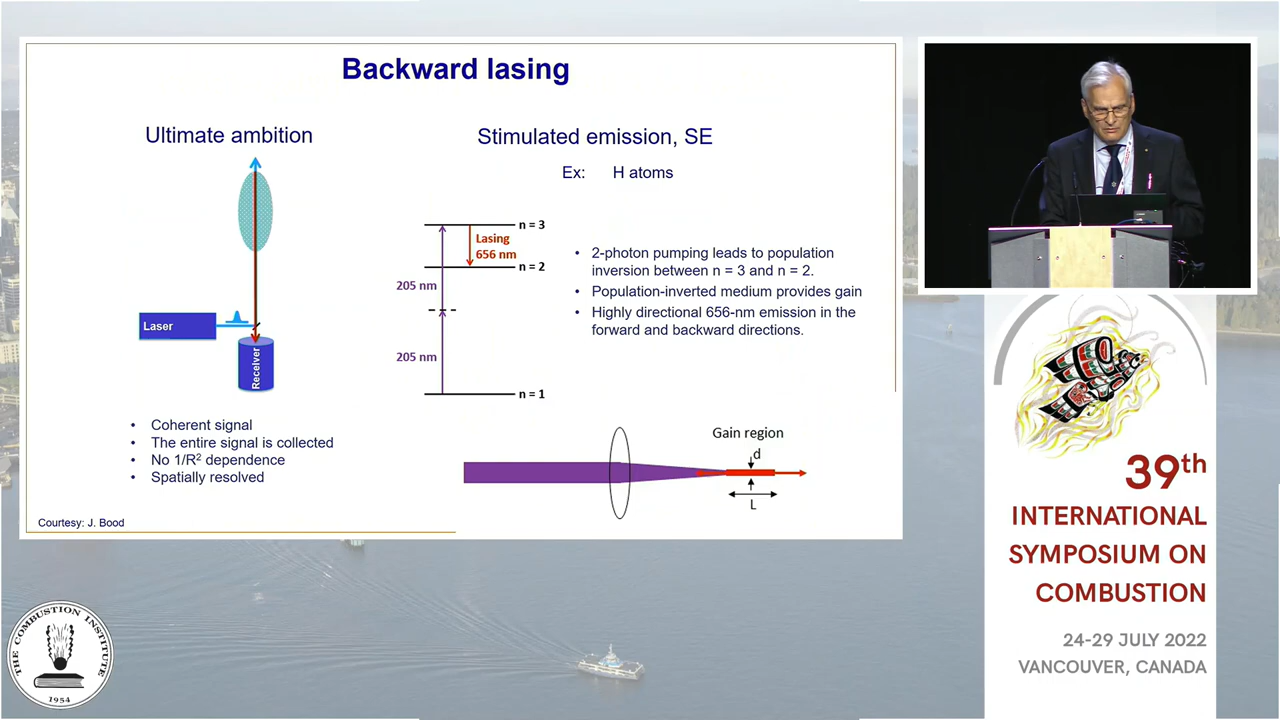 Backward lasing
Ultimate ambition
Laser
Receiver
• Coherent signal
• The entire signal is collected
• No 1/R² dependence
• Spatially resolved
Courtesy: J. Bood
Stimulated emission, SE
Ex: H atoms
n = 3
Lasing
656 nm
n = 2
205 nm
205 nm
n = 1
• 2-photon pumping leads to population
inversion between n = 3 and n = 2.
• Population-inverted medium provides gain
• Highly directional 656-nm emission in the
forward and backward directions.
Gain region
d
L
39th
INTERNATIONAL
SYMPOSIUM ON
COMBUSTION
24-29 JULY 2022
VANCOUVER, CANADA
THE COMBUSTION INSTITUTE
1954